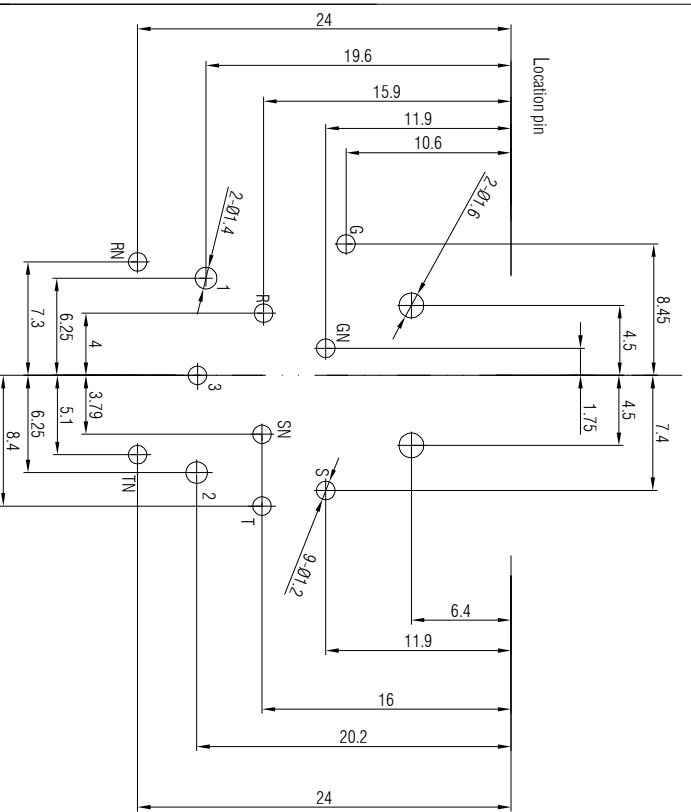 24
19.6
15.9
11.9
10.6
Location pin
2-Ø1.6
2-Ø1.4
G
RN
1
R
GN
8.45
4.5
7.3
6.25
4
3
3.79
5.1
6.25
8.4
SN
TN
2
T
S
1.75
4.5
7.4
9-Ø1.2
6.4
11.9
16
20.2
24